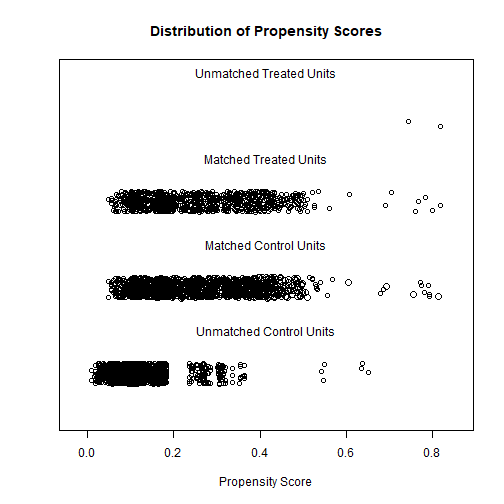 Distribution of Propensity Scores
Unmatched Treated Units
Matched Treated Units
Matched Control Units
Unmatched Control Units
0.0 0.2 0.4 0.6 0.8
Propensity Score